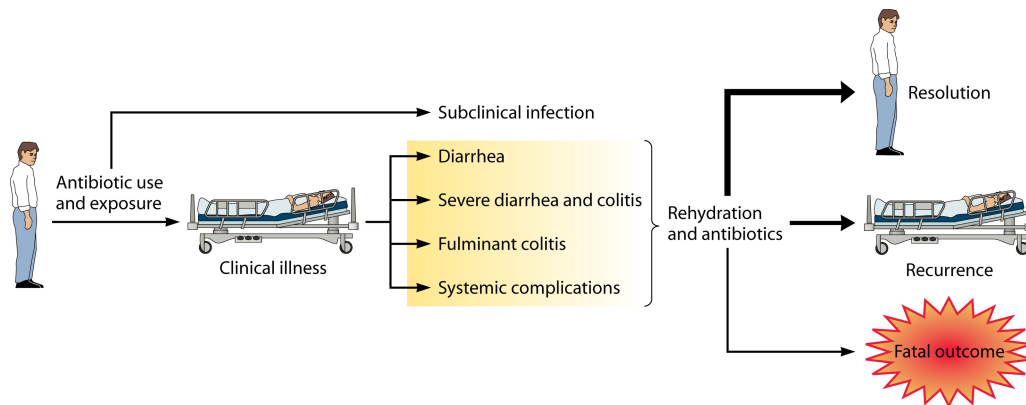 Antibiotic use
and exposure
Clinical illness
Subclinical infection
Diarrhea
Severe diarrhea and colitis
Fulminant colitis
Systemic complications
Rehydration
and antibiotics
Resolution
Recurrence
Fatal outcome